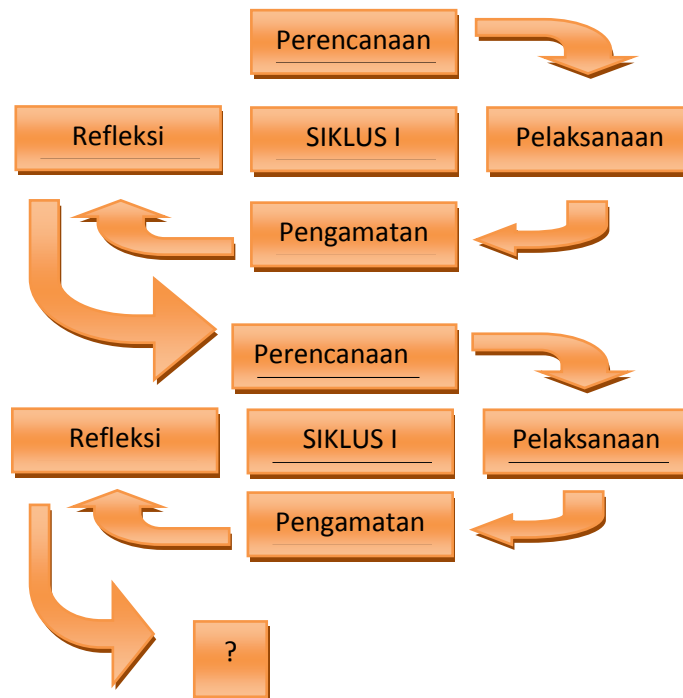 Perencanaan
Refleksi
SIKLUS I
Pelaksanaan
Pengamatan
Perencanaan
Refleksi
SIKLUS I
Pelaksanaan
Pengamatan
?